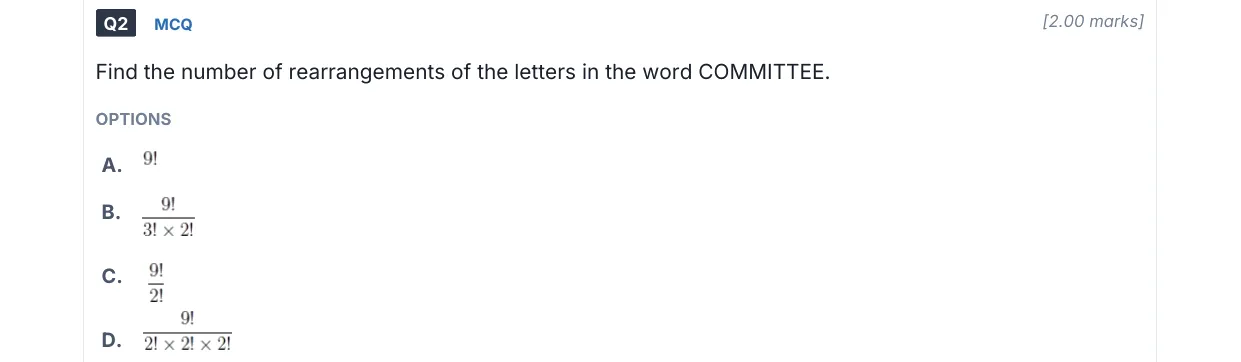 Q2 MCQ [2.00 marks]
Find the number of rearrangements of the letters in the word COMMITTEE.
OPTIONS
A. 9!
B. 9!
3! × 2!
C. 9!
2!
D. 9!
2! × 2! × 2!